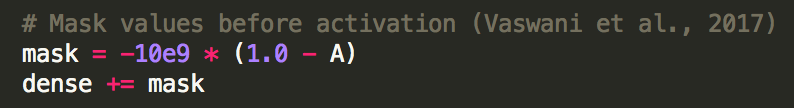 # Mask values before activation (Vaswani et al., 2017)
mask = -10e9 * (1.0 - A)
dense += mask